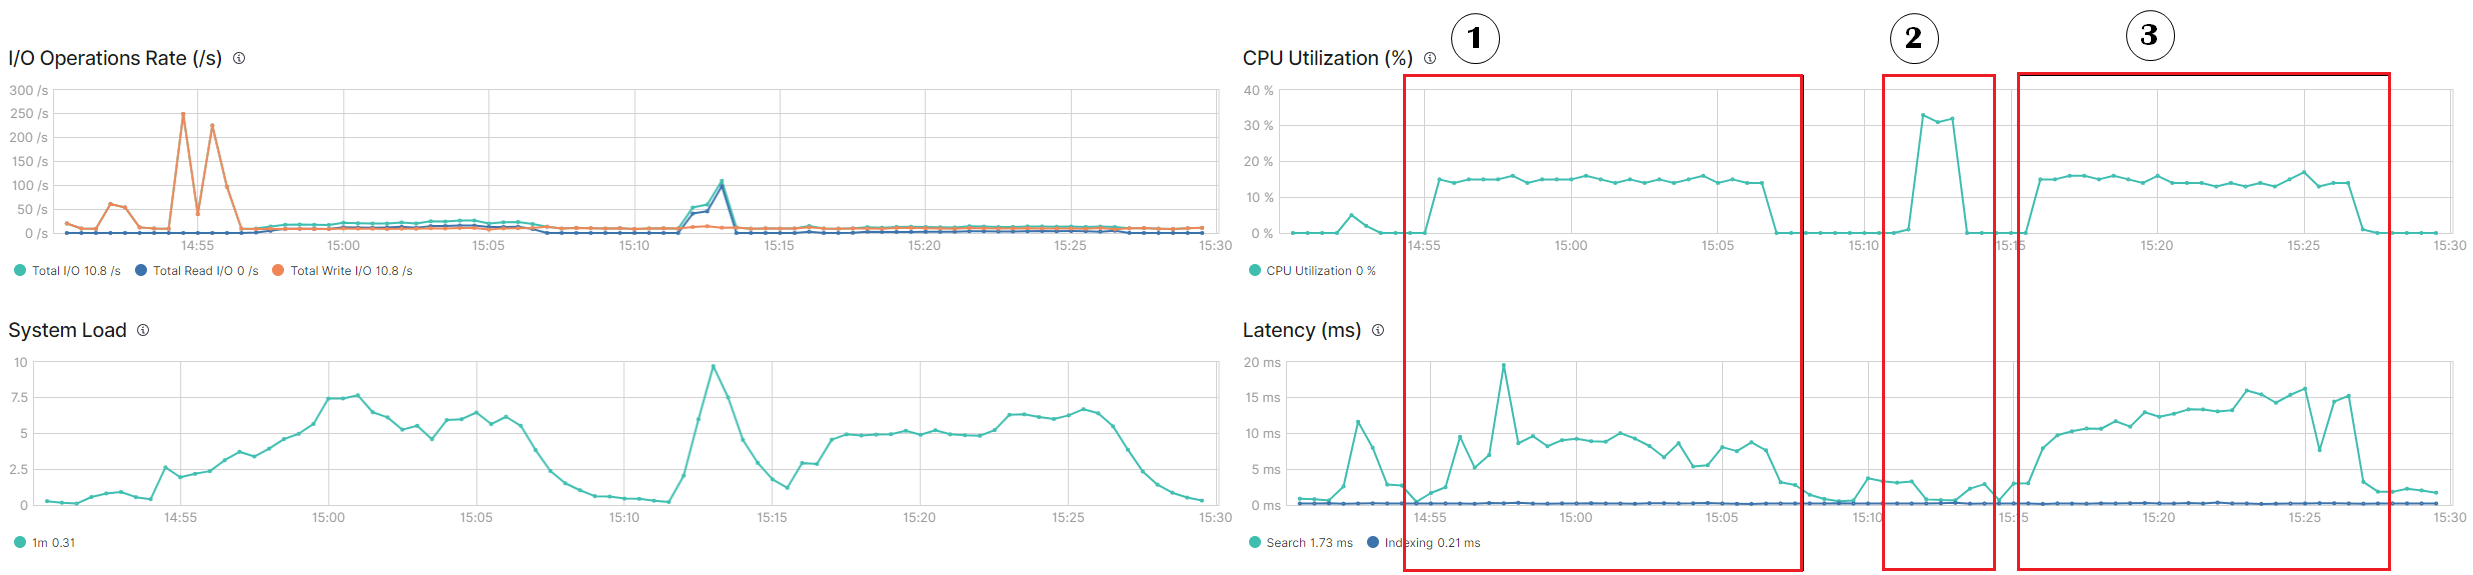 1
2
3
I/O Operations Rate (/s)
300 /s
250 /s
200 /s
150 /s
100 /s
50 /s
0 /s
14:55
15:00
15:05
15:10
15:15
15:20
15:25
15:30
Total I/O 10.8 /s
Total Read I/O 0 /s
Total Write I/O 10.8 /s
CPU Utilization (%)
40 %
30 %
20 %
10 %
0 %
14:55
15:00
15:05
15:10
15:15
15:20
15:25
15:30
CPU Utilization 0 %
System Load
10
7.5
5
2.5
0
14:55
15:00
15:05
15:10
15:15
15:20
15:25
15:30
1m 0.31
Latency (ms)
20 ms
15 ms
10 ms
5 ms
0 ms
14:55
15:00
15:05
15:10
15:15
15:20
15:25
15:30
Search 1.73 ms
Indexing 0.21 ms